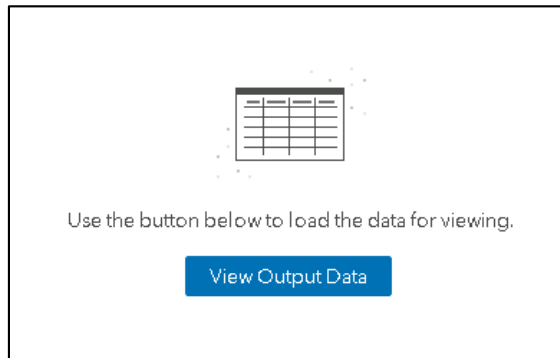 Use the button below to load the data for viewing.
View Output Data